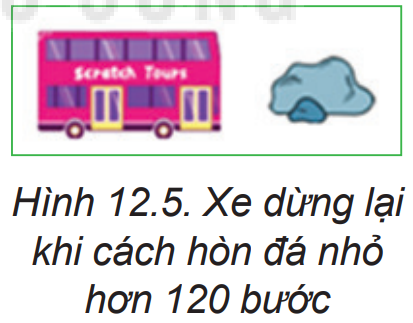 Scratch Tours
Hình 12.5. Xe dừng lại
khi cách hòn đá nhỏ
hơn 120 bước